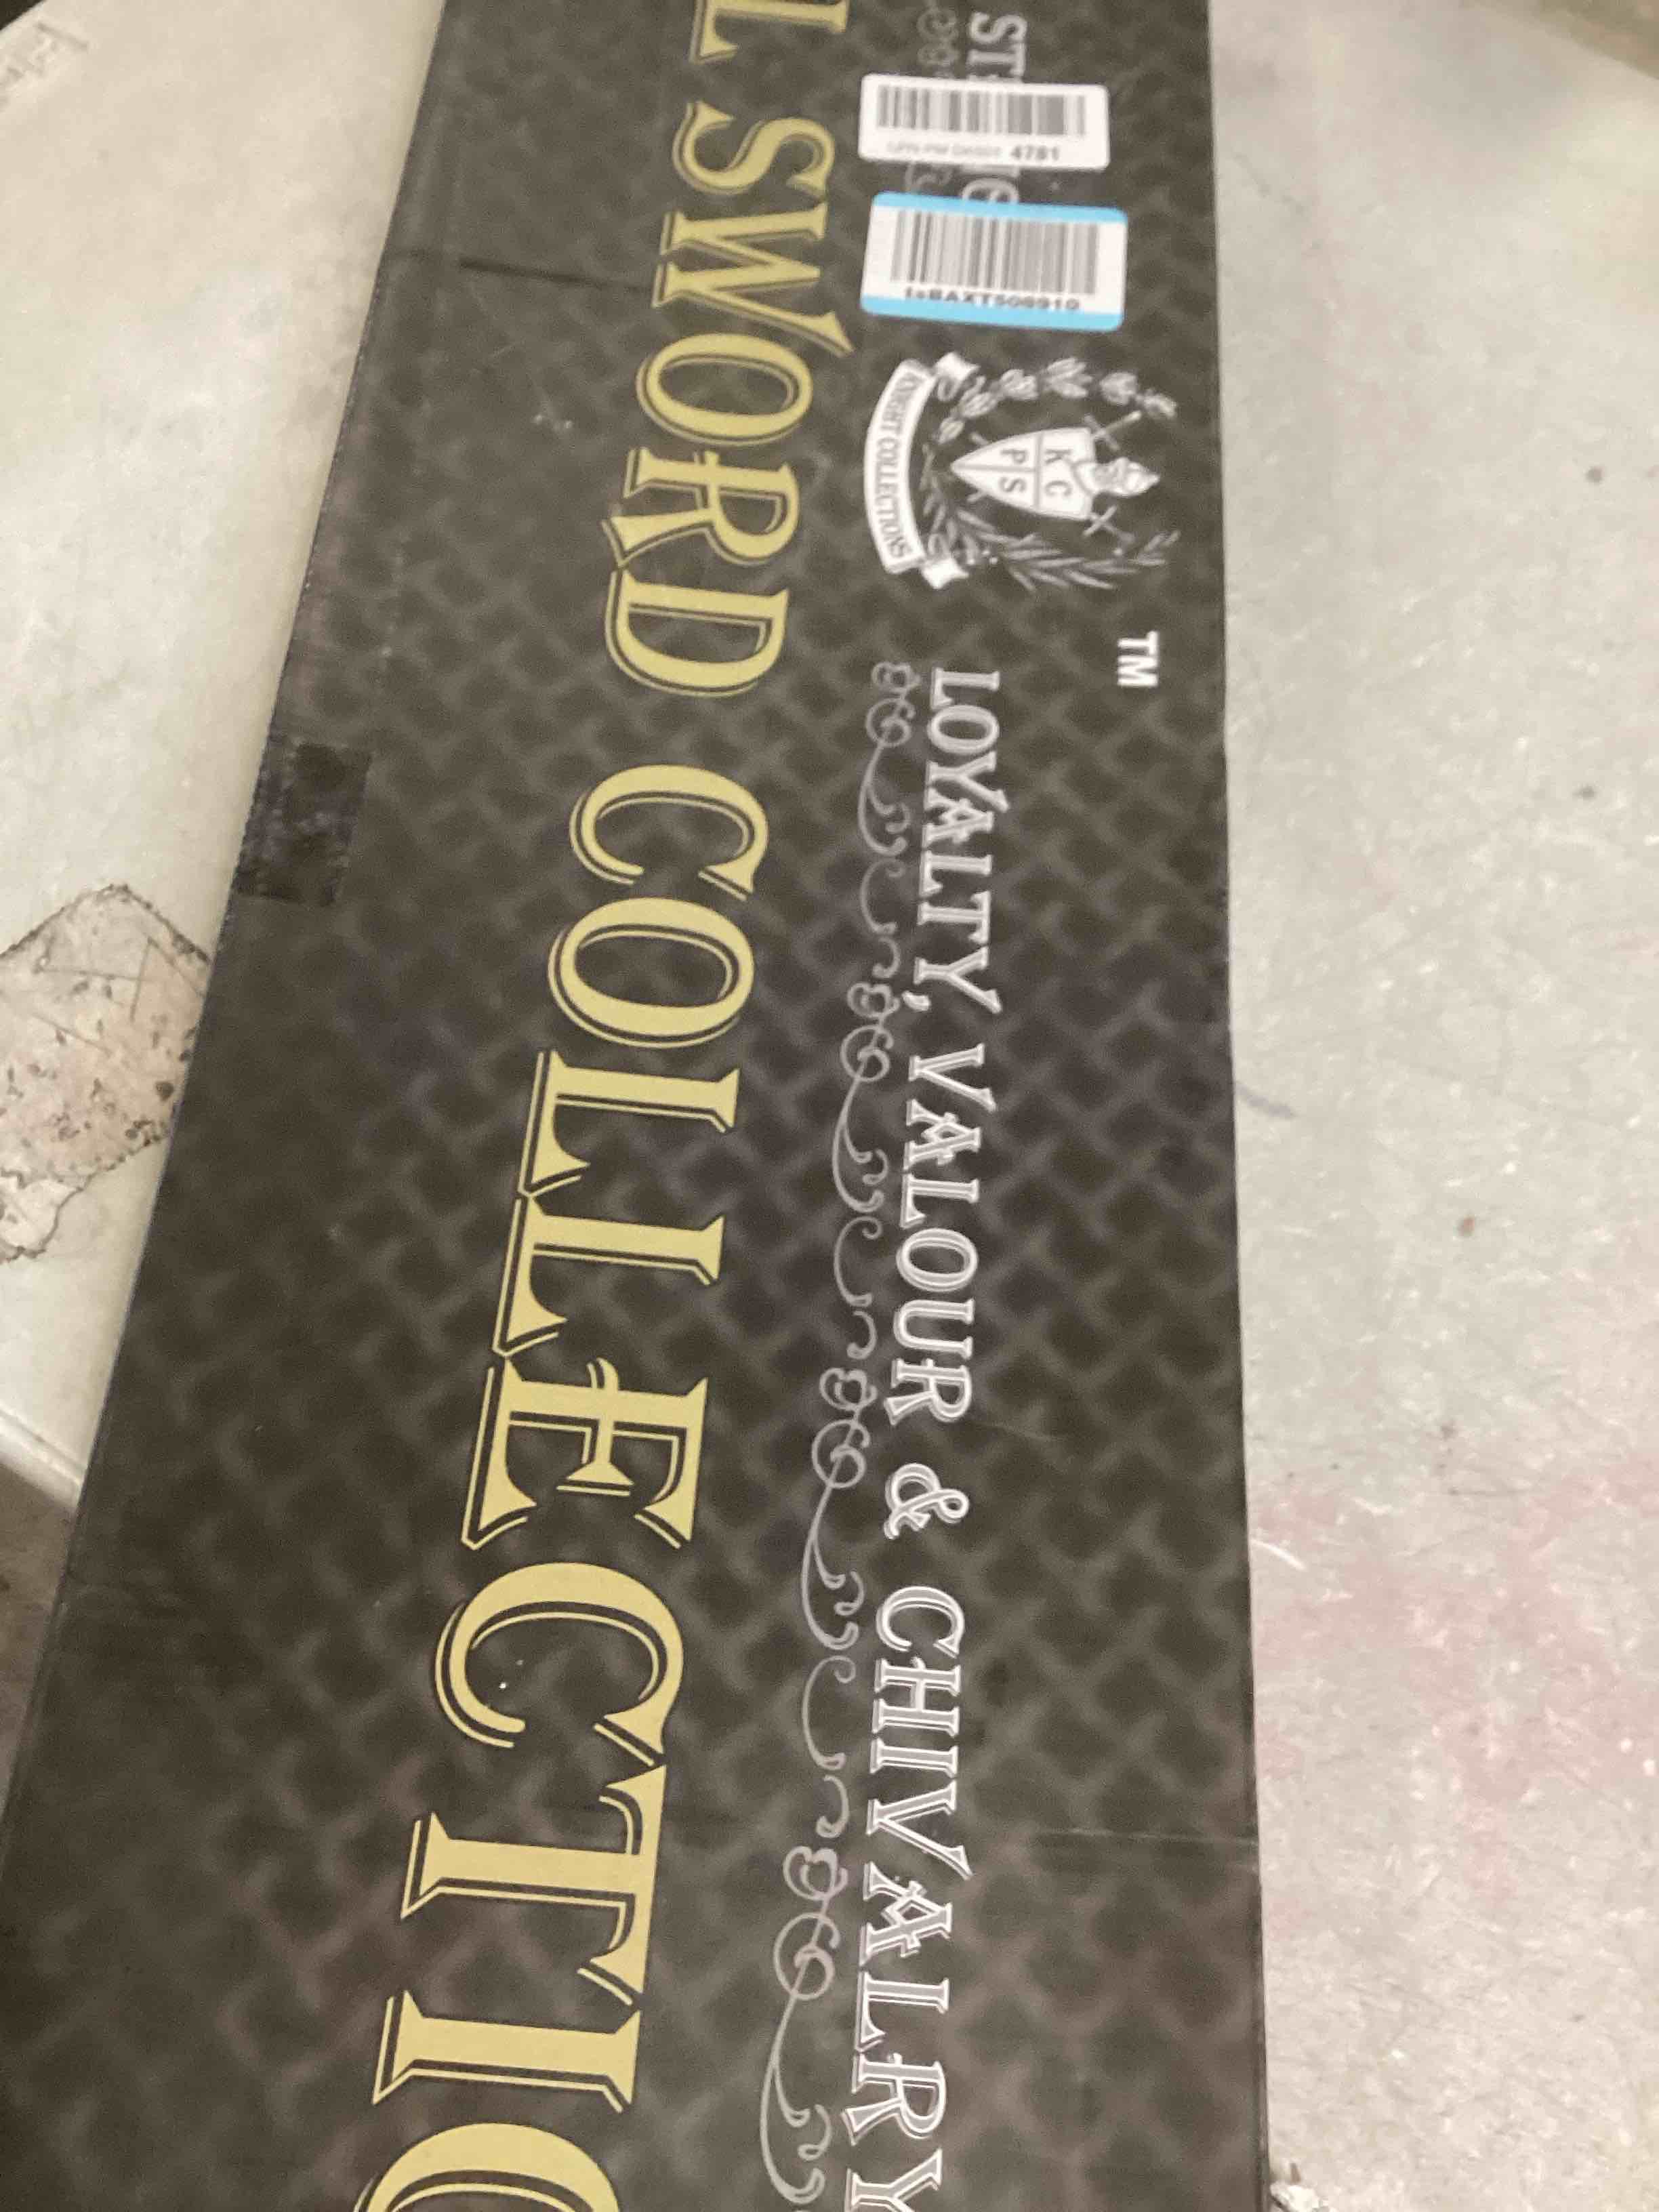 4781
TM
KC
PS
KNIGHT COLLECTIONS
LOYALTY, VALOUR & CHIVALRY
L SWORD COLLECTIO